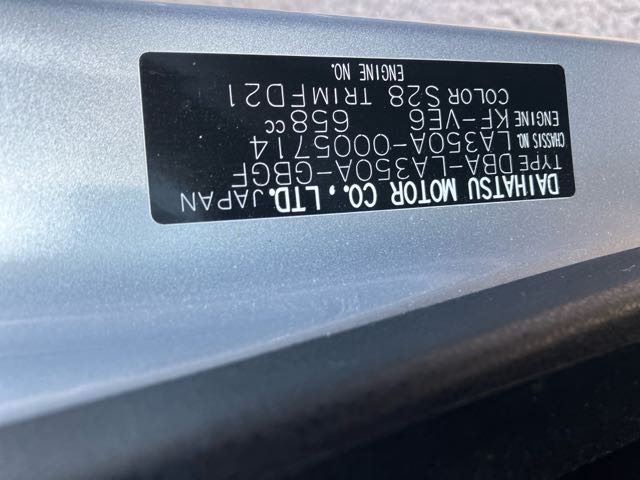 DAIHATSU MOTOR CO., LTD. JAPAN
TYPE DBA-LA350A-GBGF
CHASSIS NO. LA350A-0005714
ENGINE KF-VE6 658cc
COLOR S28 TRIM FD21
ENGINE NO.